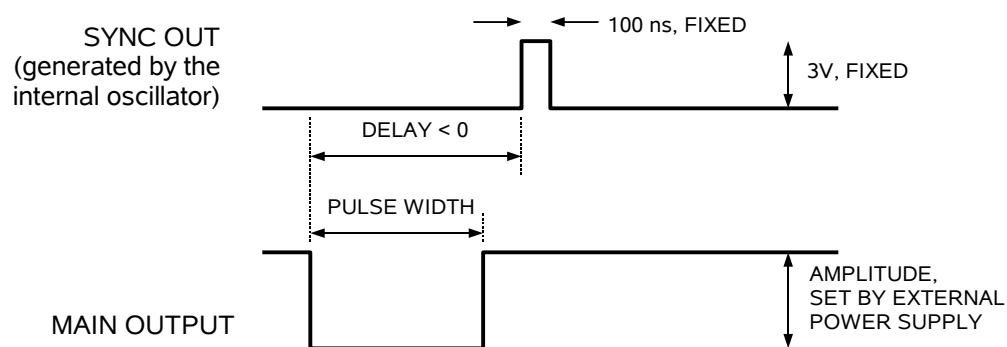 100 ns, FIXED
SYNC OUT
(generated by the
internal oscillator)
3V, FIXED
DELAY < 0
PULSE WIDTH
AMPLITUDE,
SET BY EXTERNAL
POWER SUPPLY
MAIN OUTPUT